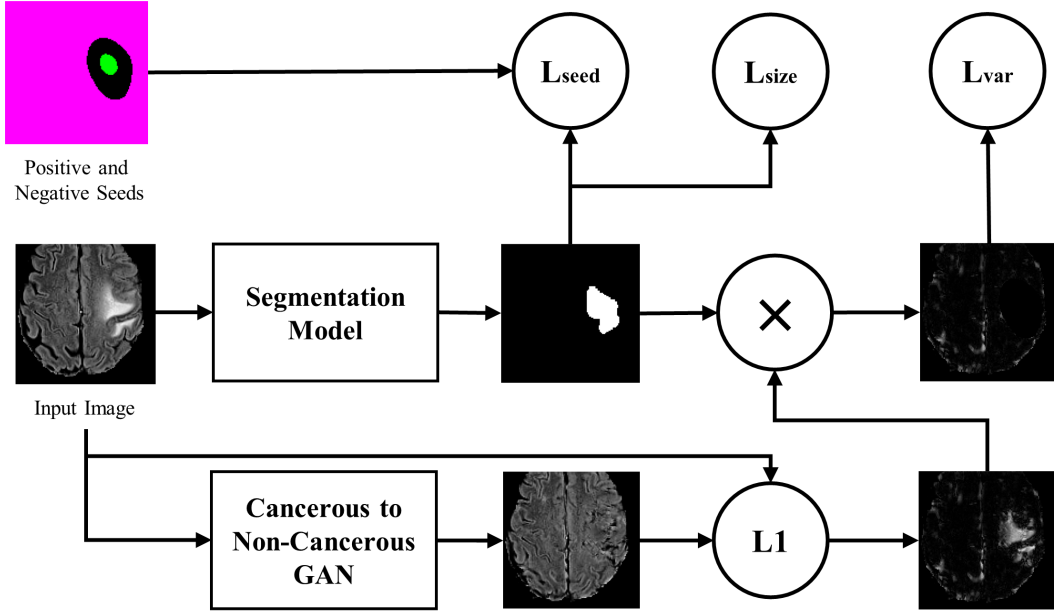 Lseed
Lsize
Lvar
Positive and
Negative Seeds
Segmentation
Model
×
Input Image
Cancerous to
Non-Cancerous
GAN
L1